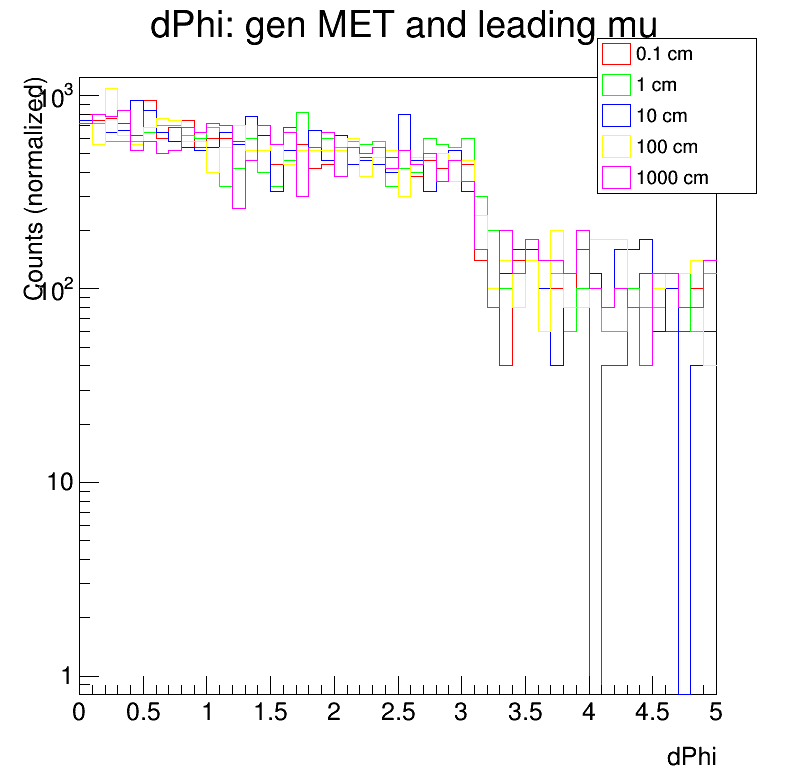 dPhi: gen MET and leading mu
0.1 cm
1 cm
10 cm
100 cm
1000 cm
Counts (normalized)
10³
10²
10
1
0 0.5 1 1.5 2 2.5 3 3.5 4 4.5 5
dPhi